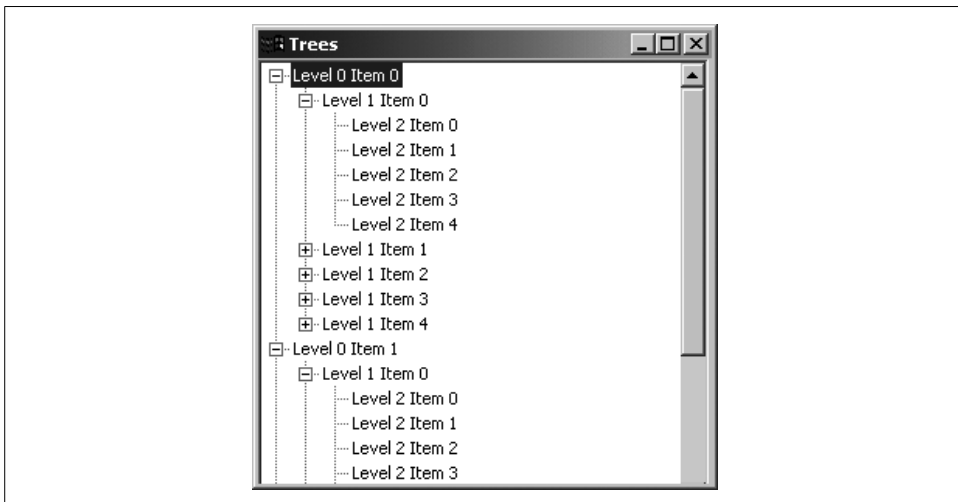 Trees
Level 0 Item 0
Level 1 Item 0
Level 2 Item 0
Level 2 Item 1
Level 2 Item 2
Level 2 Item 3
Level 2 Item 4
Level 1 Item 1
Level 1 Item 2
Level 1 Item 3
Level 1 Item 4
Level 0 Item 1
Level 1 Item 0
Level 2 Item 0
Level 2 Item 1
Level 2 Item 2
Level 2 Item 3